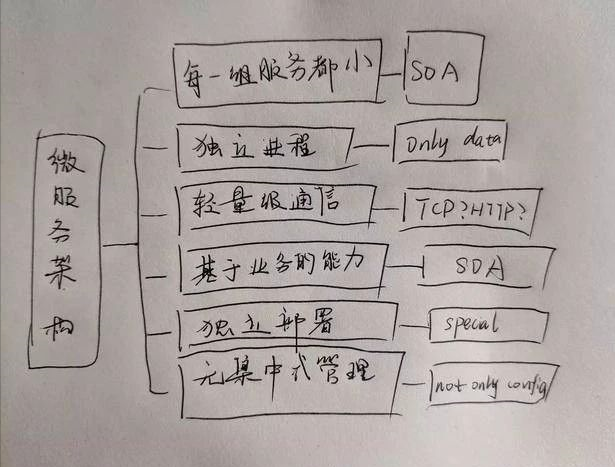 微服务架构
每一组服务都小
SOA
独立进程
Only data
轻量级通信
TCP?HTTP?
基于业务的能力
SOA
独立部署
special
无集中式管理
not only config